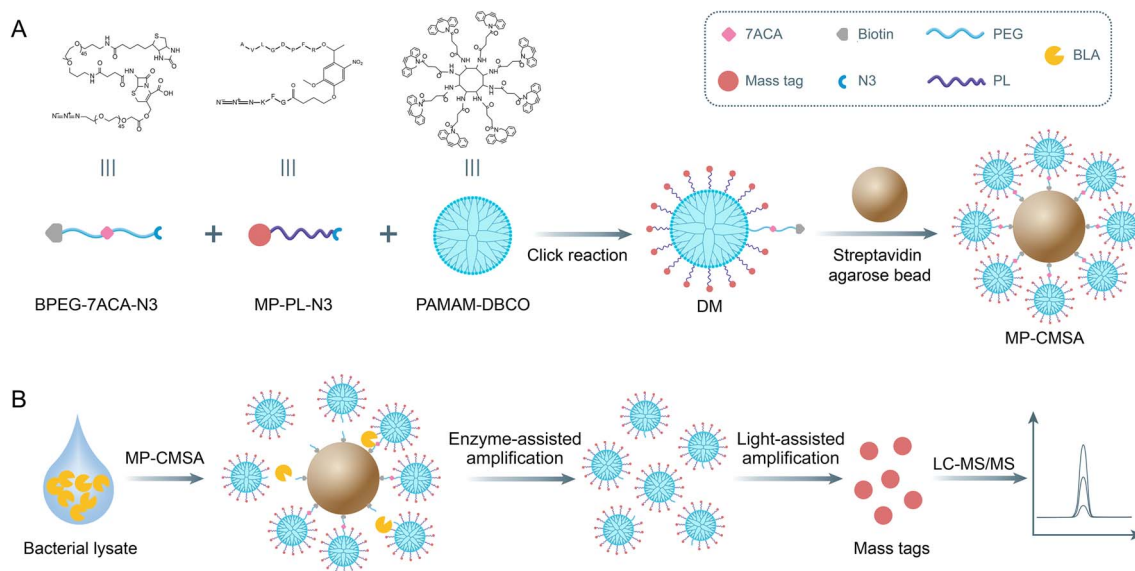 A
7ACA
Biotin
PEG
BLA
Mass tag
N3
PL
BPEG-7ACA-N3
+
MP-PL-N3
+
PAMAM-DBCO
Click reaction
DM
Streptavidin
agarose bead
MP-CMSA
B
Bacterial lysate
MP-CMSA
Enzyme-assisted
amplification
Light-assisted
amplification
Mass tags
LC-MS/MS